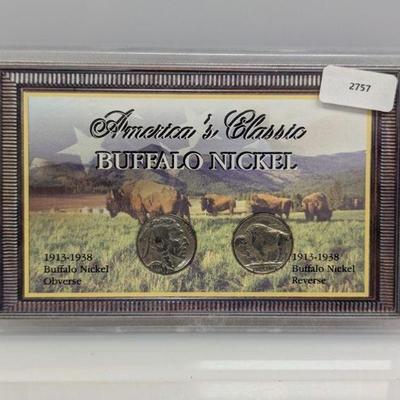 2757
America's Classic
BUFFALO NICKEL
1913-1938
Buffalo Nickel
Obverse
1913-1938
Buffalo Nickel
Reverse